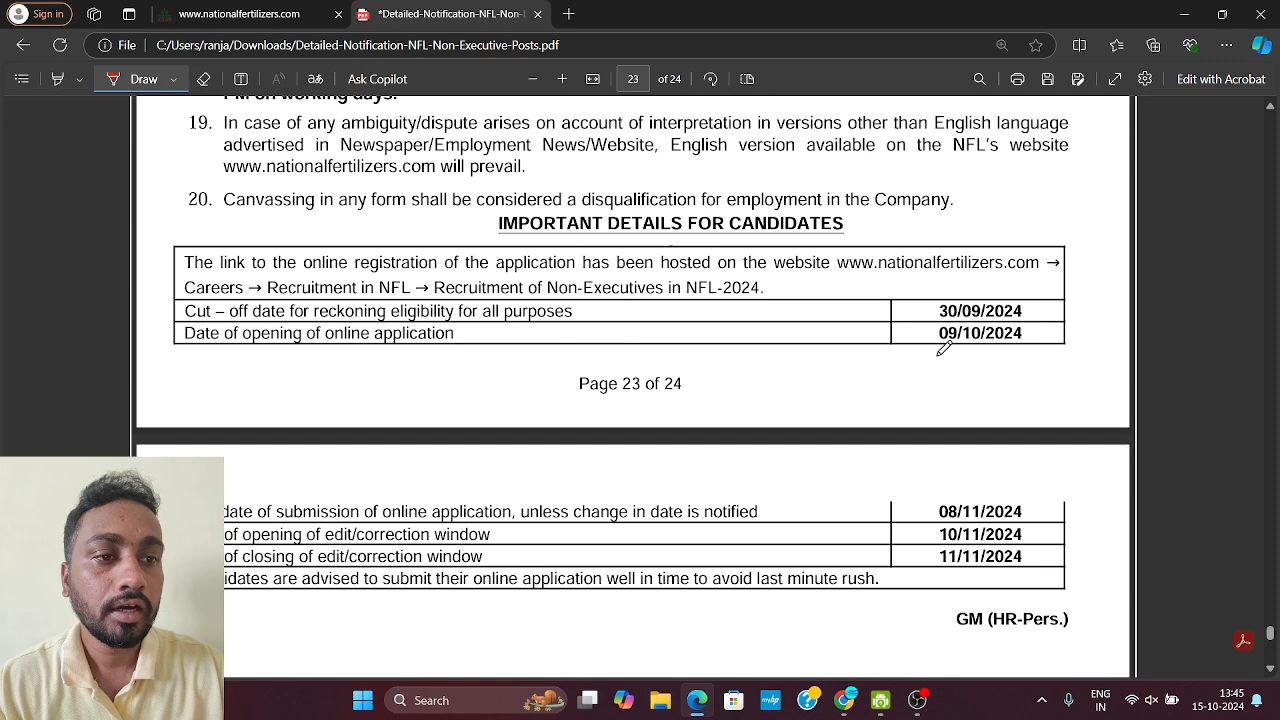 Sign in
www.nationalfertilizers.com
*Detailed-Notification-NFL-Non-E
File
C:/Users/ranja/Downloads/Detailed-Notification-NFL-Non-Executive-Posts.pdf
Draw
Ask Copilot
23 of 24
Edit with Acrobat
PM on working days.
19. In case of any ambiguity/dispute arises on account of interpretation in versions other than English language
advertised in Newspaper/Employment News/Website, English version available on the NFL's website
www.nationalfertilizers.com will prevail.
20. Canvassing in any form shall be considered a disqualification for employment in the Company.
IMPORTANT DETAILS FOR CANDIDATES
The link to the online registration of the application has been hosted on the website www.nationalfertilizers.com →
Careers → Recruitment in NFL → Recruitment of Non-Executives in NFL-2024.
Cut – off date for reckoning eligibility for all purposes 30/09/2024
Date of opening of online application 09/10/2024
Page 23 of 24
date of submission of online application, unless change in date is notified 08/11/2024
of opening of edit/correction window 10/11/2024
of closing of edit/correction window 11/11/2024
idates are advised to submit their online application well in time to avoid last minute rush.
GM (HR-Pers.)
Search
ENG
IN
13:45
15-10-2024